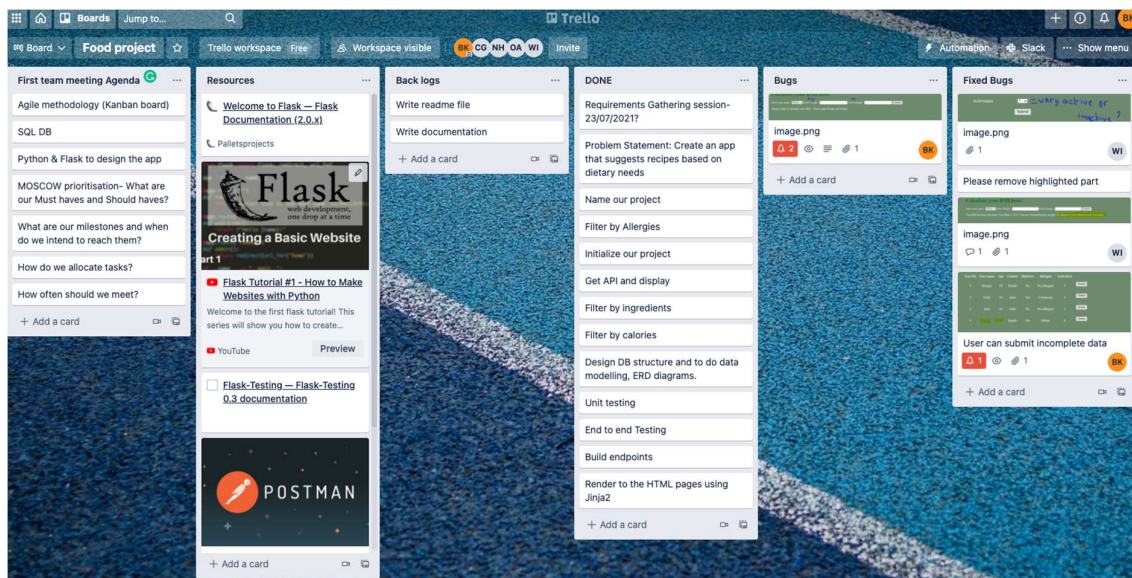 Boards
Jump to...
Trello
BK
Board
Food project
Trello workspace Free
Workspace visible
BK CG NH OA WI
Invite
Automation
Slack
Show menu
First team meeting Agenda
Agile methodology (Kanban board)
SQL DB
Python & Flask to design the app
MOSCOW prioritisation- What are
our Must haves and Should haves?
What are our milestones and when
do we intend to reach them?
How do we allocate tasks?
How often should we meet?
+ Add a card
Resources
Welcome to Flask — Flask
Documentation (2.0.x)
Palletsprojects
Flask
web development,
one drop at a time
Creating a Basic Website
art 1
Flask Tutorial #1 - How to Make
Websites with Python
Welcome to the first flask tutorial! This
series will show you how to create...
YouTube
Preview
Flask-Testing — Flask-Testing
0.3 documentation
POSTMAN
+ Add a card
Back logs
Write readme file
Write documentation
+ Add a card
DONE
Requirements Gathering session-
23/07/2021?
Problem Statement: Create an app
that suggests recipes based on
dietary needs
Name our project
Filter by Allergies
Initialize our project
Get API and display
Filter by ingredients
Filter by calories
Design DB structure and to do data
modelling, ERD diagrams.
Unit testing
End to end Testing
Build endpoints
Render to the HTML pages using
Jinja2
+ Add a card
Bugs
image.png
2
1
BK
+ Add a card
Fixed Bugs
= very active or
inactive ?
image.png
1
WI
Please remove highlighted part
Calculate your BMI here!
image.png
1 1
WI
User can submit incomplete data
1
1
BK
+ Add a card